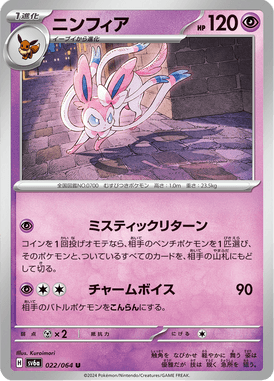 1進化
ニンフィア
HP 120
イーブイから進化
全国図鑑NO.0700 むすびつきポケモン 高さ：1.0m 重さ：23.5kg
ミスティックリターン
コインを1回投げオモテなら、相手のベンチポケモンを1匹選び、
そのポケモンと、ついているすべてのカードを、相手の山札にもど
して切る。
チャームボイス 90
相手のバトルポケモンをこんらんにする。
弱点 ×2 抵抗力 にげる
Illus. Kuroimori
H sv6a 022/064 U
©2024 Pokémon/Nintendo/Creatures/GAME FREAK.